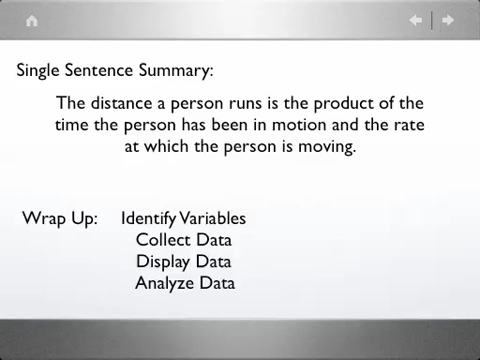 Single Sentence Summary:
The distance a person runs is the product of the
time the person has been in motion and the rate
at which the person is moving.
Wrap Up: Identify Variables
Collect Data
Display Data
Analyze Data